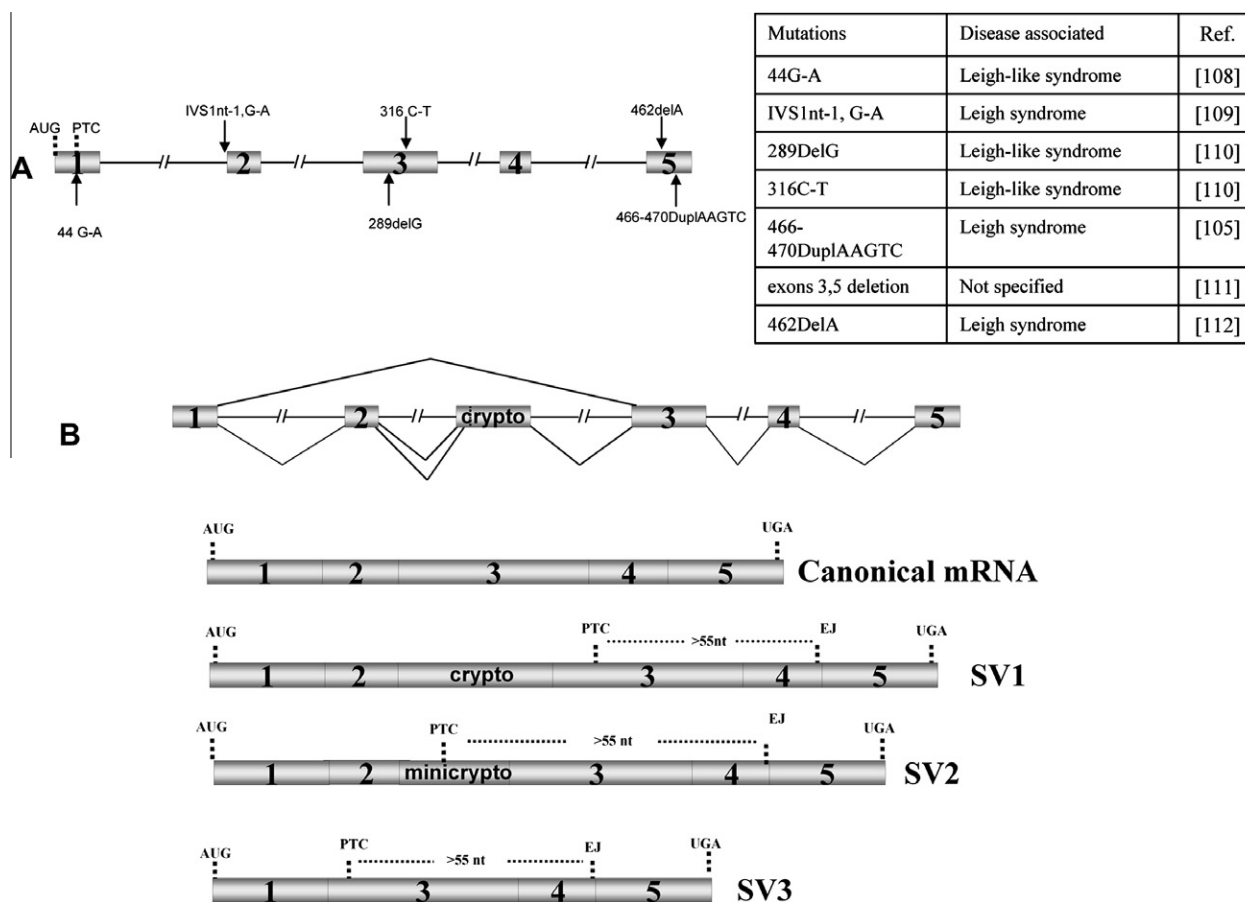 A
AUG PTC
IVS1nt-1,G-A
316 C-T
462delA
1 2 3 4 5
44 G-A
289delG
466-470DuplAAGTC
Mutations Disease associated Ref.
44G-A Leigh-like syndrome [108]
IVS1nt-1, G-A Leigh syndrome [109]
289DelG Leigh-like syndrome [110]
316C-T Leigh-like syndrome [110]
466-
470DuplAAGTC Leigh syndrome [105]
exons 3,5 deletion Not specified [111]
462DelA Leigh syndrome [112]
B
1 2 crypto 3 4 5
AUG UGA
1 2 3 4 5 Canonical mRNA
AUG PTC >55nt EJ UGA
1 2 crypto 3 4 5 SV1
AUG PTC >55 nt EJ UGA
1 2 minicrypto 3 4 5 SV2
AUG PTC >55 nt EJ UGA
1 3 4 5 SV3